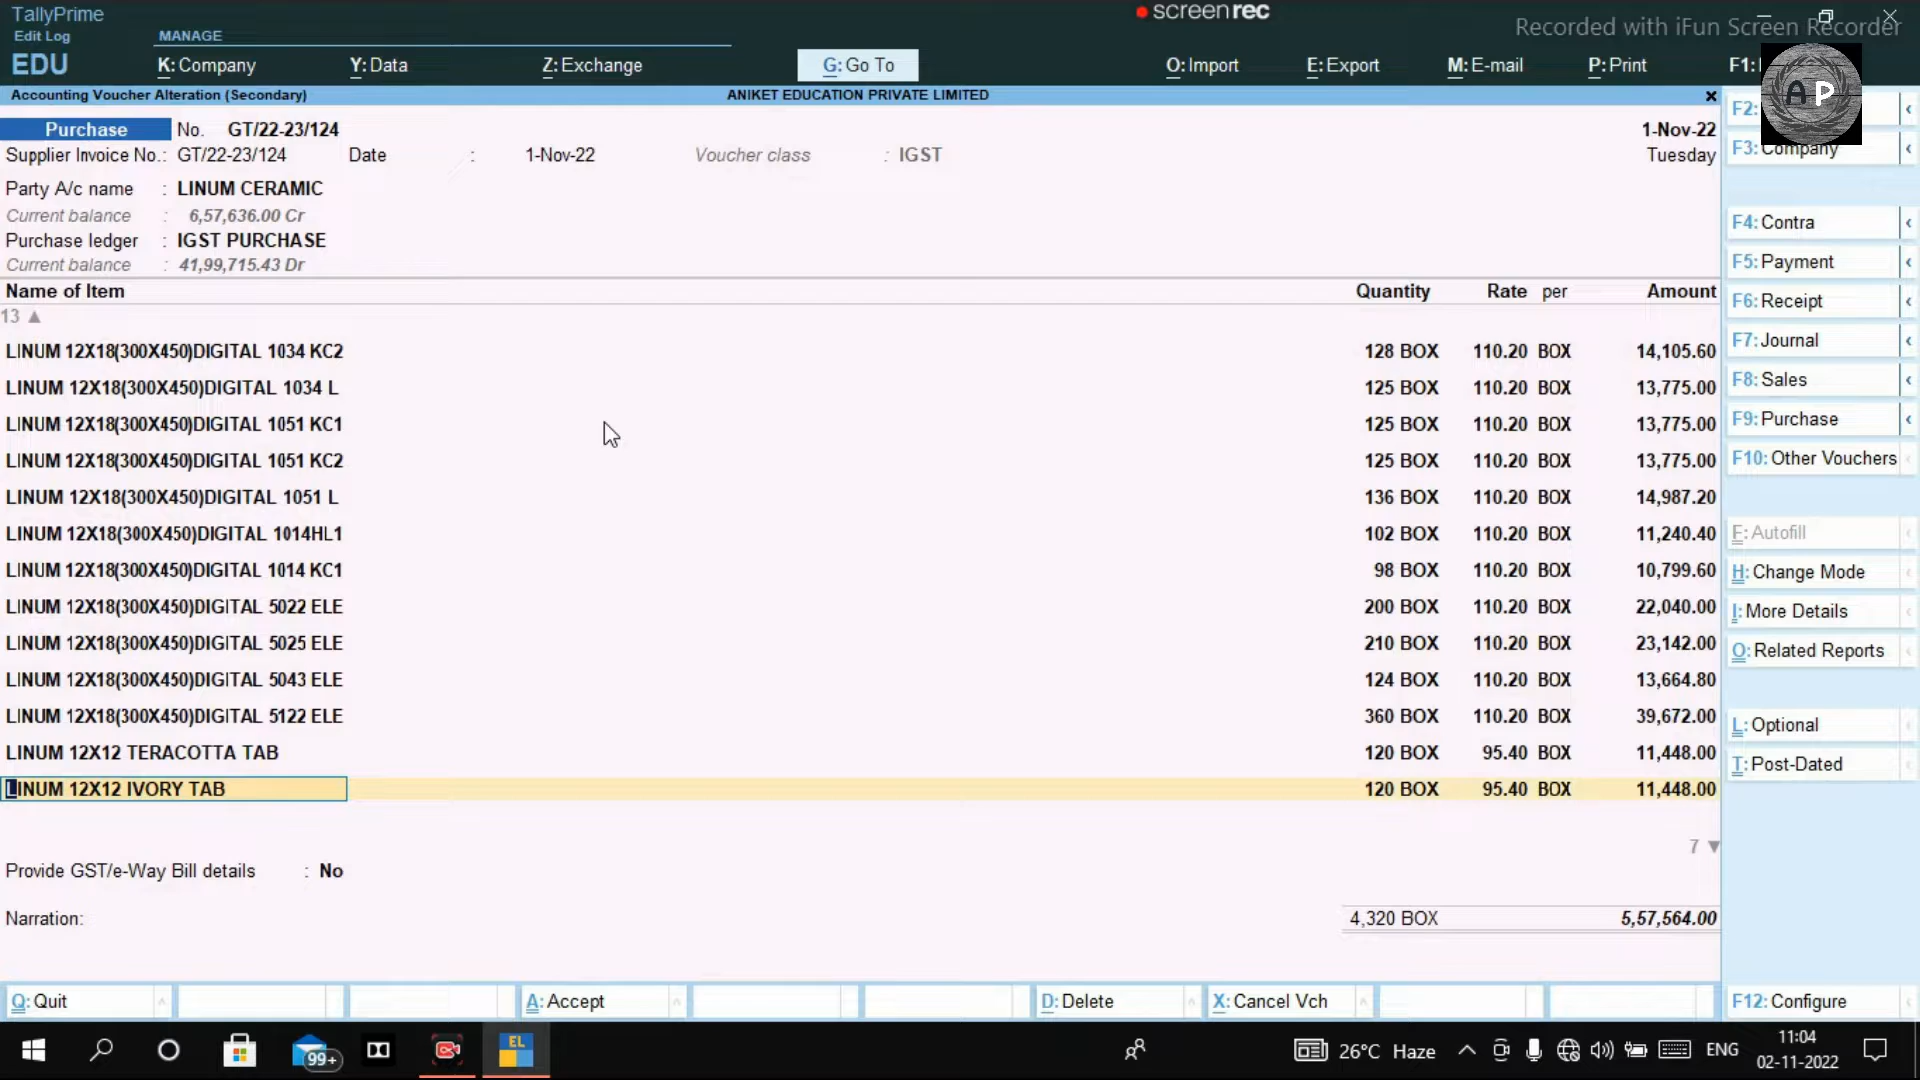 TallyPrime
Edit Log
EDU
MANAGE
K: Company
Y: Data
Z: Exchange
G: Go To
O: Import
E: Export
M: E-mail
P: Print
screenrec
Recorded with iFun Screen Recorder
AP
Accounting Voucher Alteration (Secondary)
ANIKET EDUCATION PRIVATE LIMITED
Purchase No. GT/22-23/124 1-Nov-22
Supplier Invoice No.: GT/22-23/124 Date : 1-Nov-22 Voucher class : IGST Tuesday
Party A/c name : LINUM CERAMIC
Current balance : 6,57,636.00 Cr
Purchase ledger : IGST PURCHASE
Current balance : 41,99,715.43 Dr
Name of Item Quantity Rate per Amount
13 ▲
LINUM 12X18(300X450)DIGITAL 1034 KC2 128 BOX 110.20 BOX 14,105.60
LINUM 12X18(300X450)DIGITAL 1034 L 125 BOX 110.20 BOX 13,775.00
LINUM 12X18(300X450)DIGITAL 1051 KC1 125 BOX 110.20 BOX 13,775.00
LINUM 12X18(300X450)DIGITAL 1051 KC2 125 BOX 110.20 BOX 13,775.00
LINUM 12X18(300X450)DIGITAL 1051 L 136 BOX 110.20 BOX 14,987.20
LINUM 12X18(300X450)DIGITAL 1014HL1 102 BOX 110.20 BOX 11,240.40
LINUM 12X18(300X450)DIGITAL 1014 KC1 98 BOX 110.20 BOX 10,799.60
LINUM 12X18(300X450)DIGITAL 5022 ELE 200 BOX 110.20 BOX 22,040.00
LINUM 12X18(300X450)DIGITAL 5025 ELE 210 BOX 110.20 BOX 23,142.00
LINUM 12X18(300X450)DIGITAL 5043 ELE 124 BOX 110.20 BOX 13,664.80
LINUM 12X18(300X450)DIGITAL 5122 ELE 360 BOX 110.20 BOX 39,672.00
LINUM 12X12 TERACOTTA TAB 120 BOX 95.40 BOX 11,448.00
LINUM 12X12 IVORY TAB 120 BOX 95.40 BOX 11,448.00
7 ▼
Provide GST/e-Way Bill details : No
Narration: 4,320 BOX 5,57,564.00
F1:
F2:
F3: Company
F4: Contra
F5: Payment
F6: Receipt
F7: Journal
F8: Sales
F9: Purchase
F10: Other Vouchers
F: Autofill
H: Change Mode
I: More Details
O: Related Reports
L: Optional
T: Post-Dated
Q: Quit
A: Accept
D: Delete
X: Cancel Vch
F12: Configure
99+
EL
26°C Haze
ENG
11:04
02-11-2022